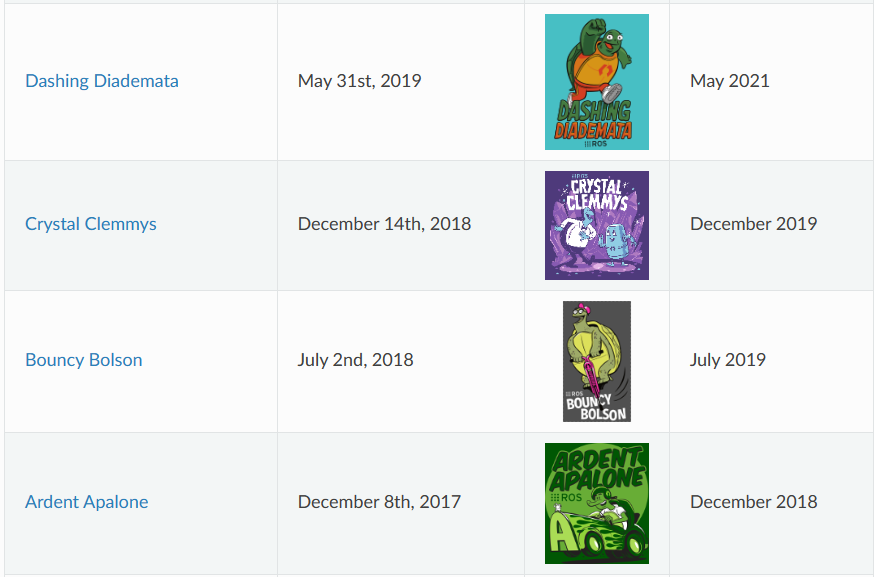 Dashing Diademata
May 31st, 2019
DASHING
DIADEMATA
ROS
May 2021
Crystal Clemmys
December 14th, 2018
ROS
CRYSTAL
CLEMMYS
December 2019
Bouncy Bolson
July 2nd, 2018
ROS
BOUNCY
BOLSON
July 2019
Ardent Apalone
December 8th, 2017
ARDENT
APALONE
ROS
A
December 2018